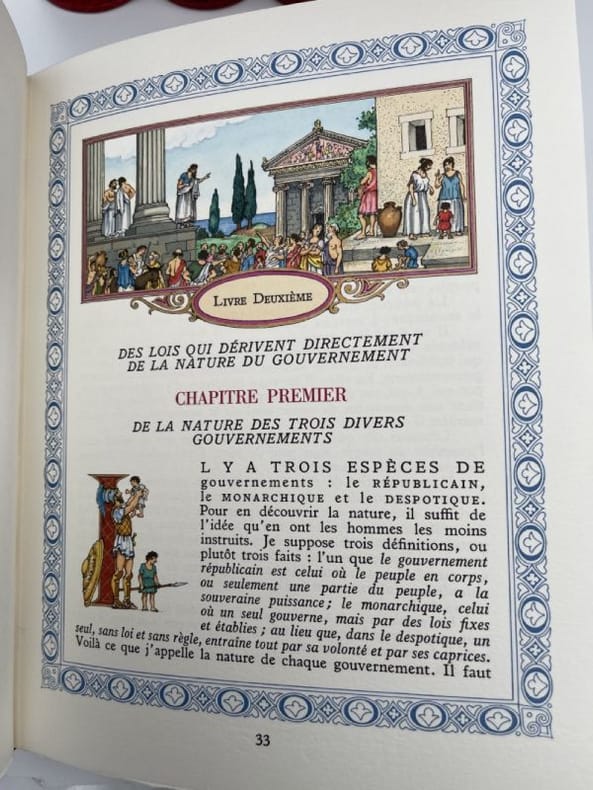 LIVRE DEUXIÈME
DES LOIS QUI DÉRIVENT DIRECTEMENT
DE LA NATURE DU GOUVERNEMENT
CHAPITRE PREMIER
DE LA NATURE DES TROIS DIVERS
GOUVERNEMENTS
IL Y A TROIS ESPÈCES DE
gouvernements : le RÉPUBLICAIN,
le MONARCHIQUE et le DESPOTIQUE.
Pour en découvrir la nature, il suffit de
l'idée qu'en ont les hommes les moins
instruits. Je suppose trois définitions, ou
plutôt trois faits : l'un que le gouvernement
républicain est celui où le peuple en corps,
ou seulement une partie du peuple, a la
souveraine puissance ; le monarchique, celui
où un seul gouverne, mais par des lois fixes
et établies ; au lieu que, dans le despotique, un
seul, sans loi et sans règle, entraîne tout par sa volonté et par ses caprices.
Voilà ce que j'appelle la nature de chaque gouvernement. Il faut
33